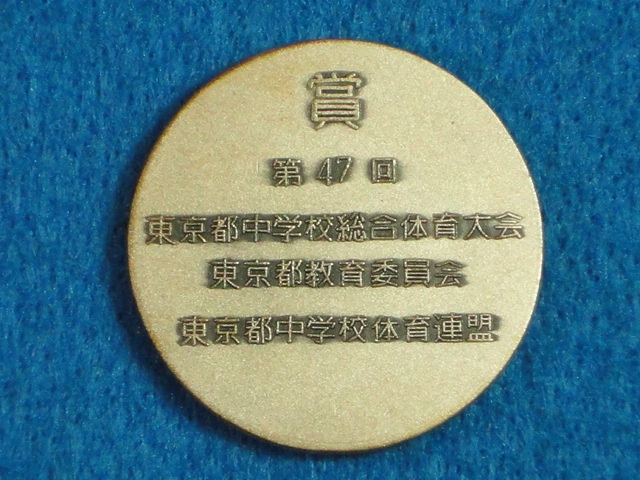 賞
第47回
東京都中学校総合体育大会
東京都教育委員会
東京都中学校体育連盟